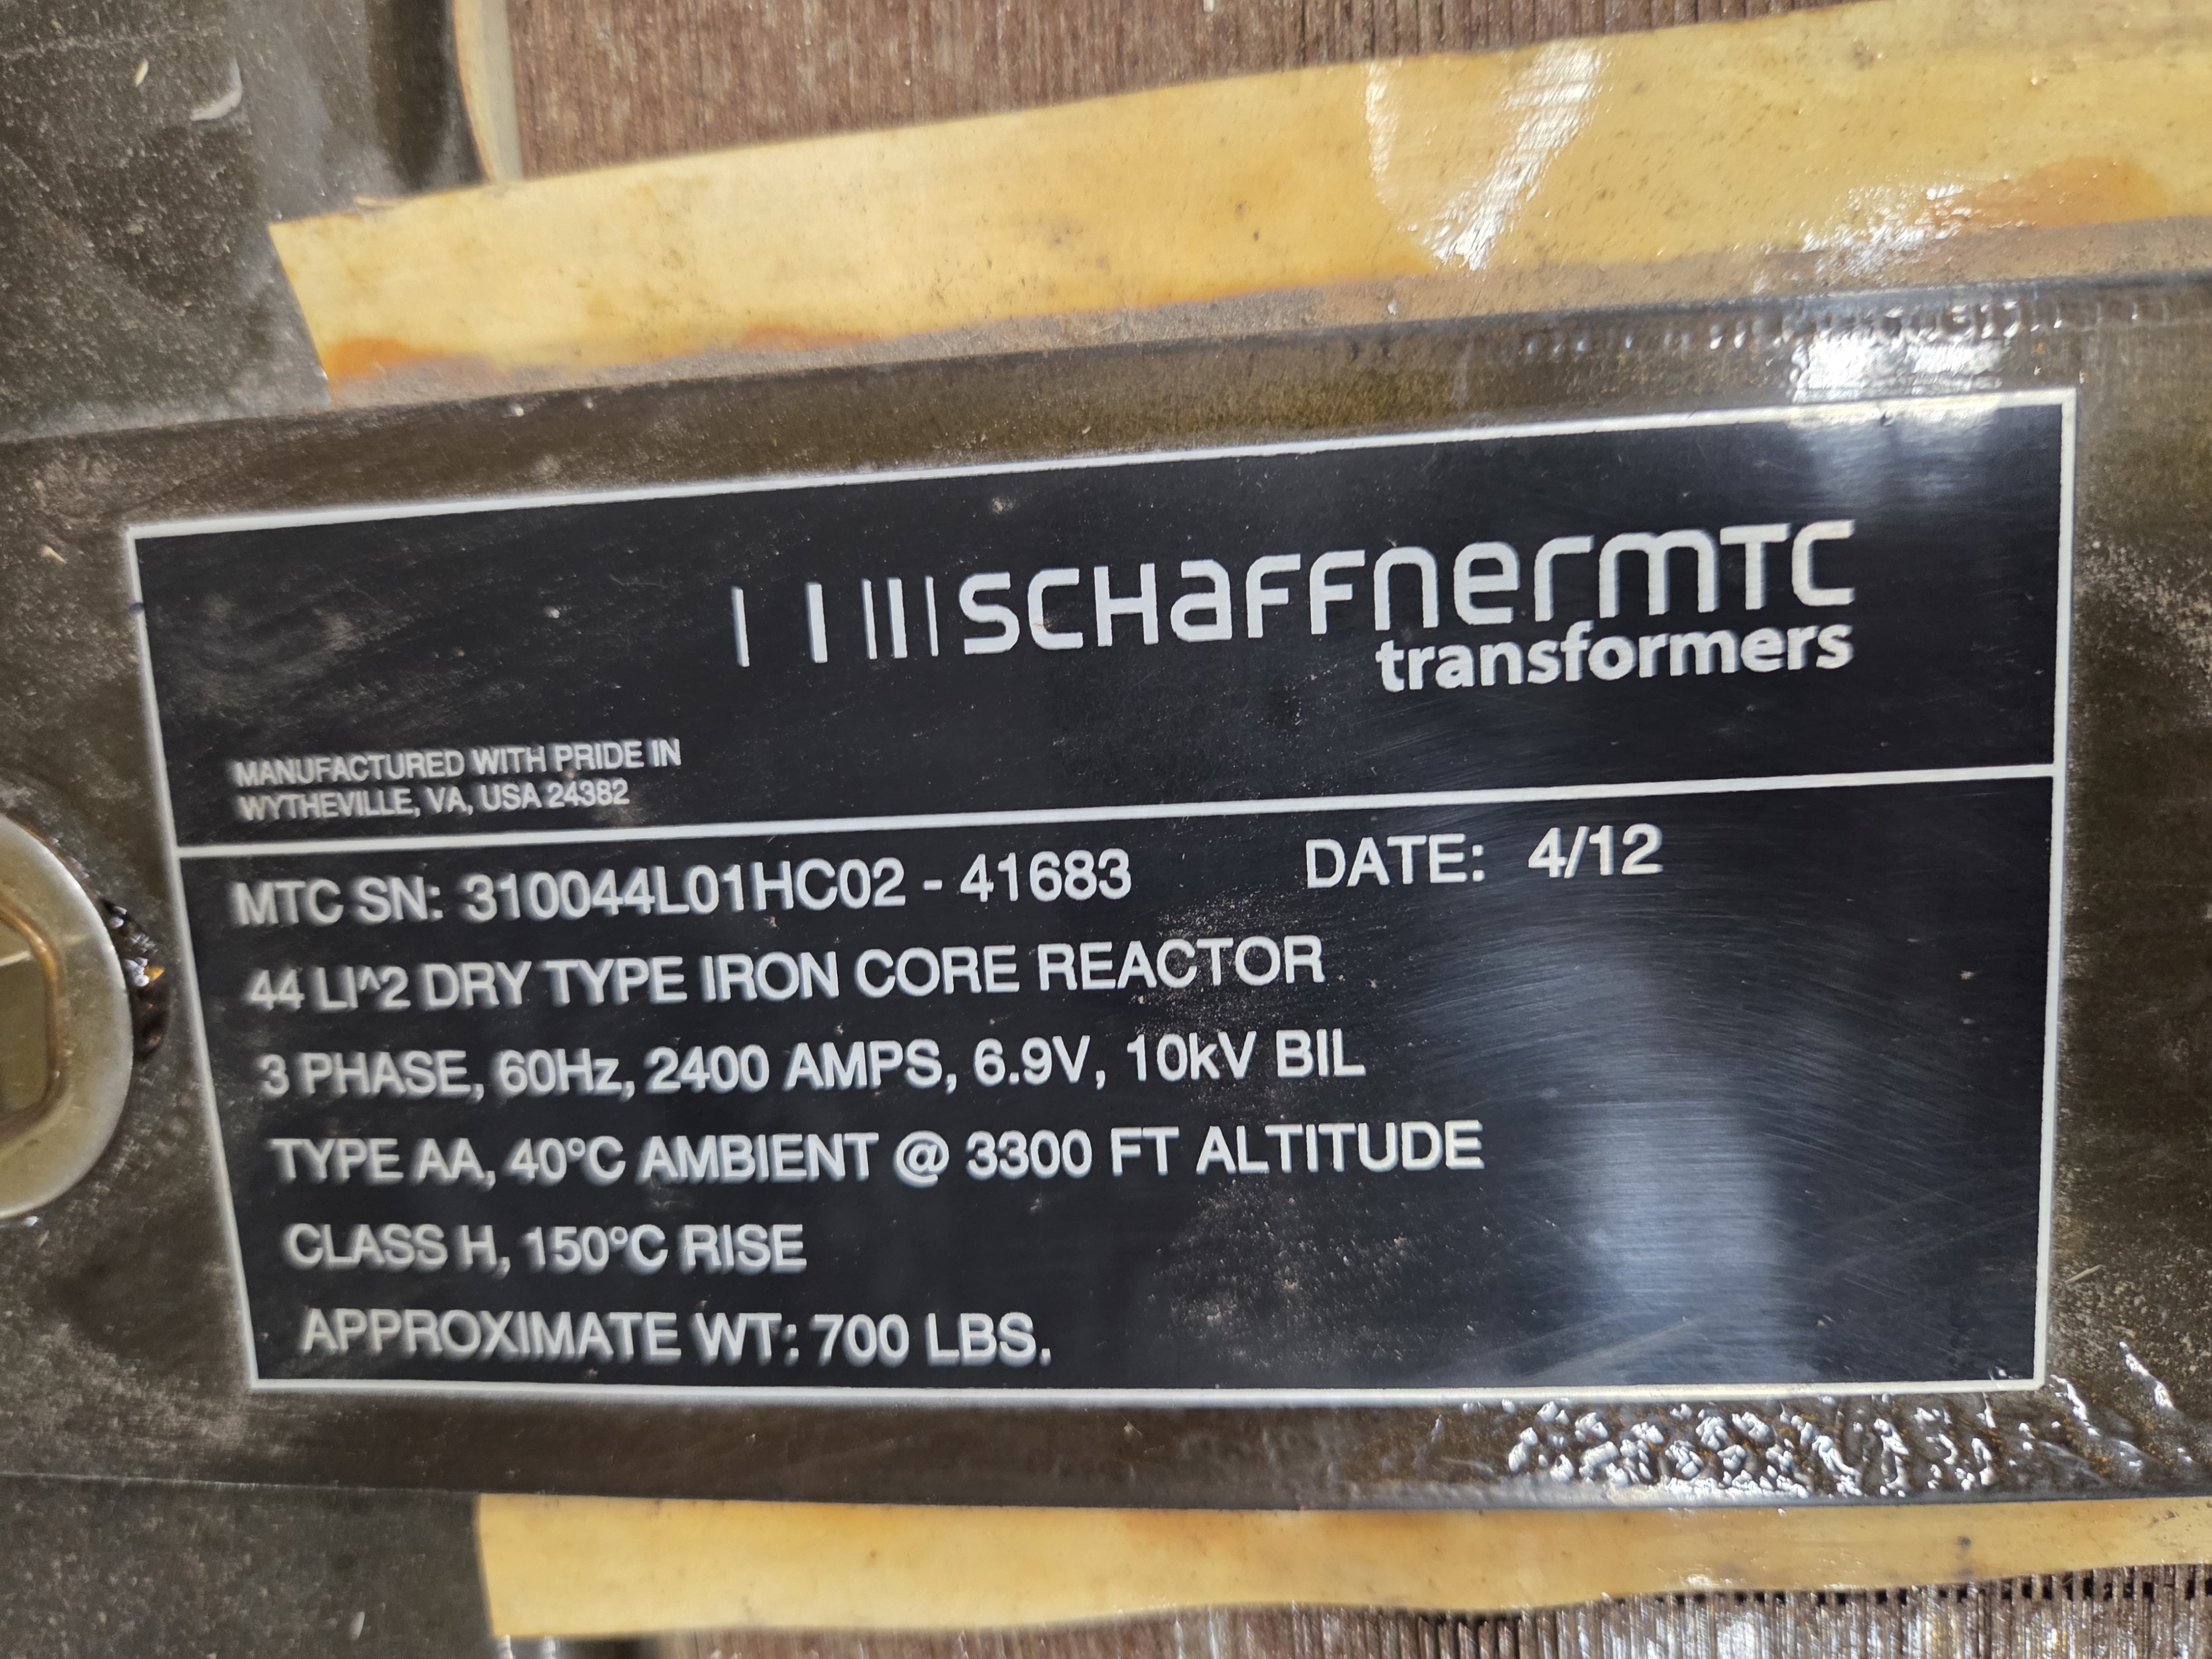 SCHAFFNERMTC
transformers
MANUFACTURED WITH PRIDE IN
WYTHEVILLE, VA, USA 24382
MTC SN: 310044L01HC02 - 41683 DATE: 4/12
44 LI^2 DRY TYPE IRON CORE REACTOR
3 PHASE, 60Hz, 2400 AMPS, 6.9V, 10kV BIL
TYPE AA, 40°C AMBIENT @ 3300 FT ALTITUDE
CLASS H, 150°C RISE
APPROXIMATE WT: 700 LBS.